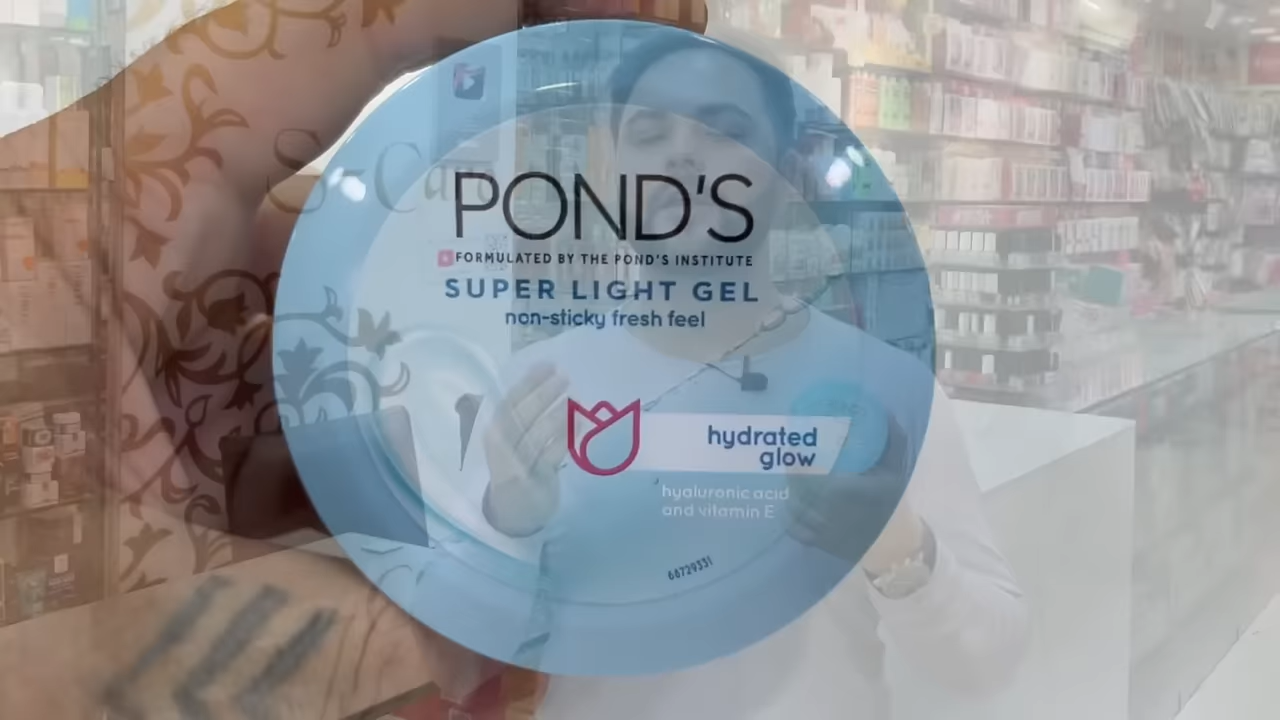 POND'S
FORMULATED BY THE POND'S INSTITUTE
SUPER LIGHT GEL
non-sticky fresh feel
hydrated
glow
hyaluronic acid
and vitamin E
68729331